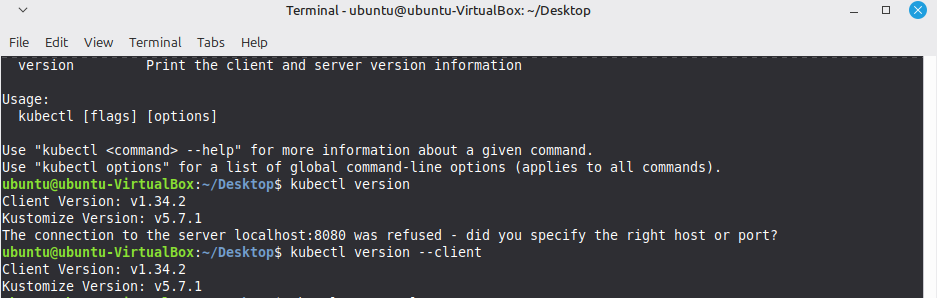 Terminal - ubuntu@ubuntu-VirtualBox: ~/Desktop
File Edit View Terminal Tabs Help
version Print the client and server version information
Usage:
kubectl [flags] [options]
Use "kubectl <command> --help" for more information about a given command.
Use "kubectl options" for a list of global command-line options (applies to all commands).
ubuntu@ubuntu-VirtualBox:~/Desktop$ kubectl version
Client Version: v1.34.2
Kustomize Version: v5.7.1
The connection to the server localhost:8080 was refused - did you specify the right host or port?
ubuntu@ubuntu-VirtualBox:~/Desktop$ kubectl version --client
Client Version: v1.34.2
Kustomize Version: v5.7.1